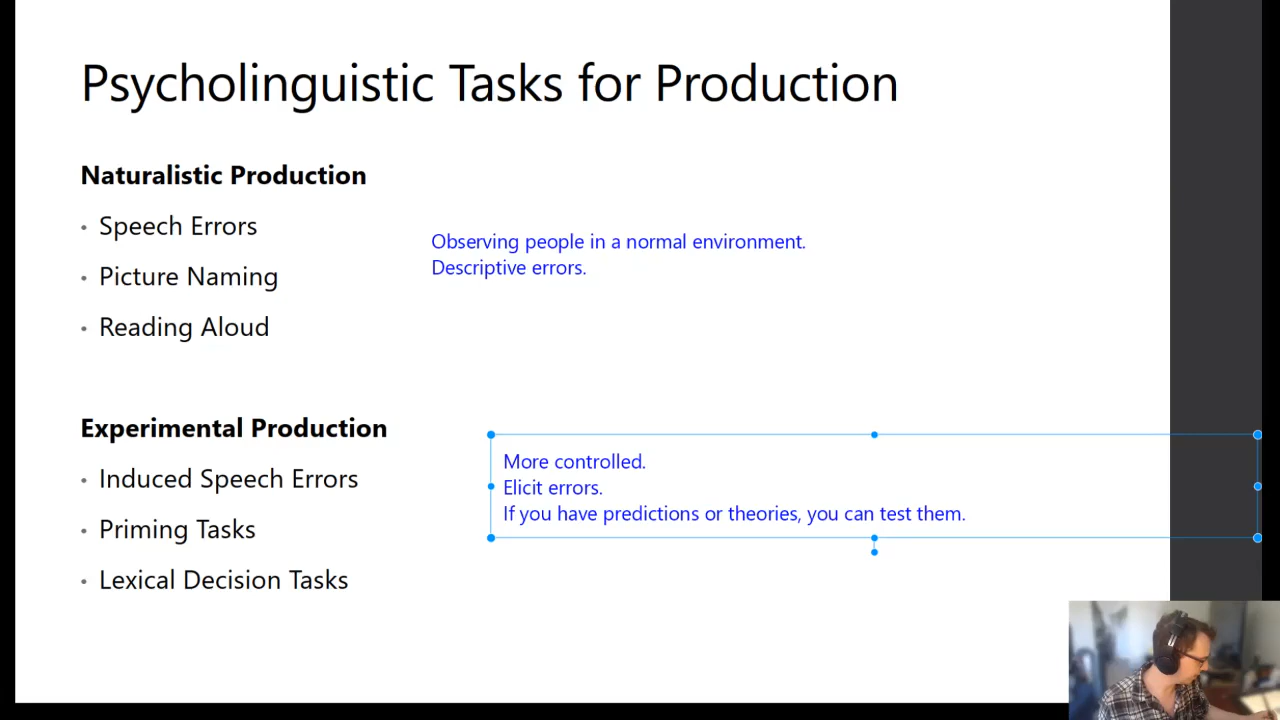 Psycholinguistic Tasks for Production
Naturalistic Production
• Speech Errors
• Picture Naming
• Reading Aloud
Observing people in a normal environment.
Descriptive errors.
Experimental Production
• Induced Speech Errors
• Priming Tasks
• Lexical Decision Tasks
More controlled.
Elicit errors.
If you have predictions or theories, you can test them.